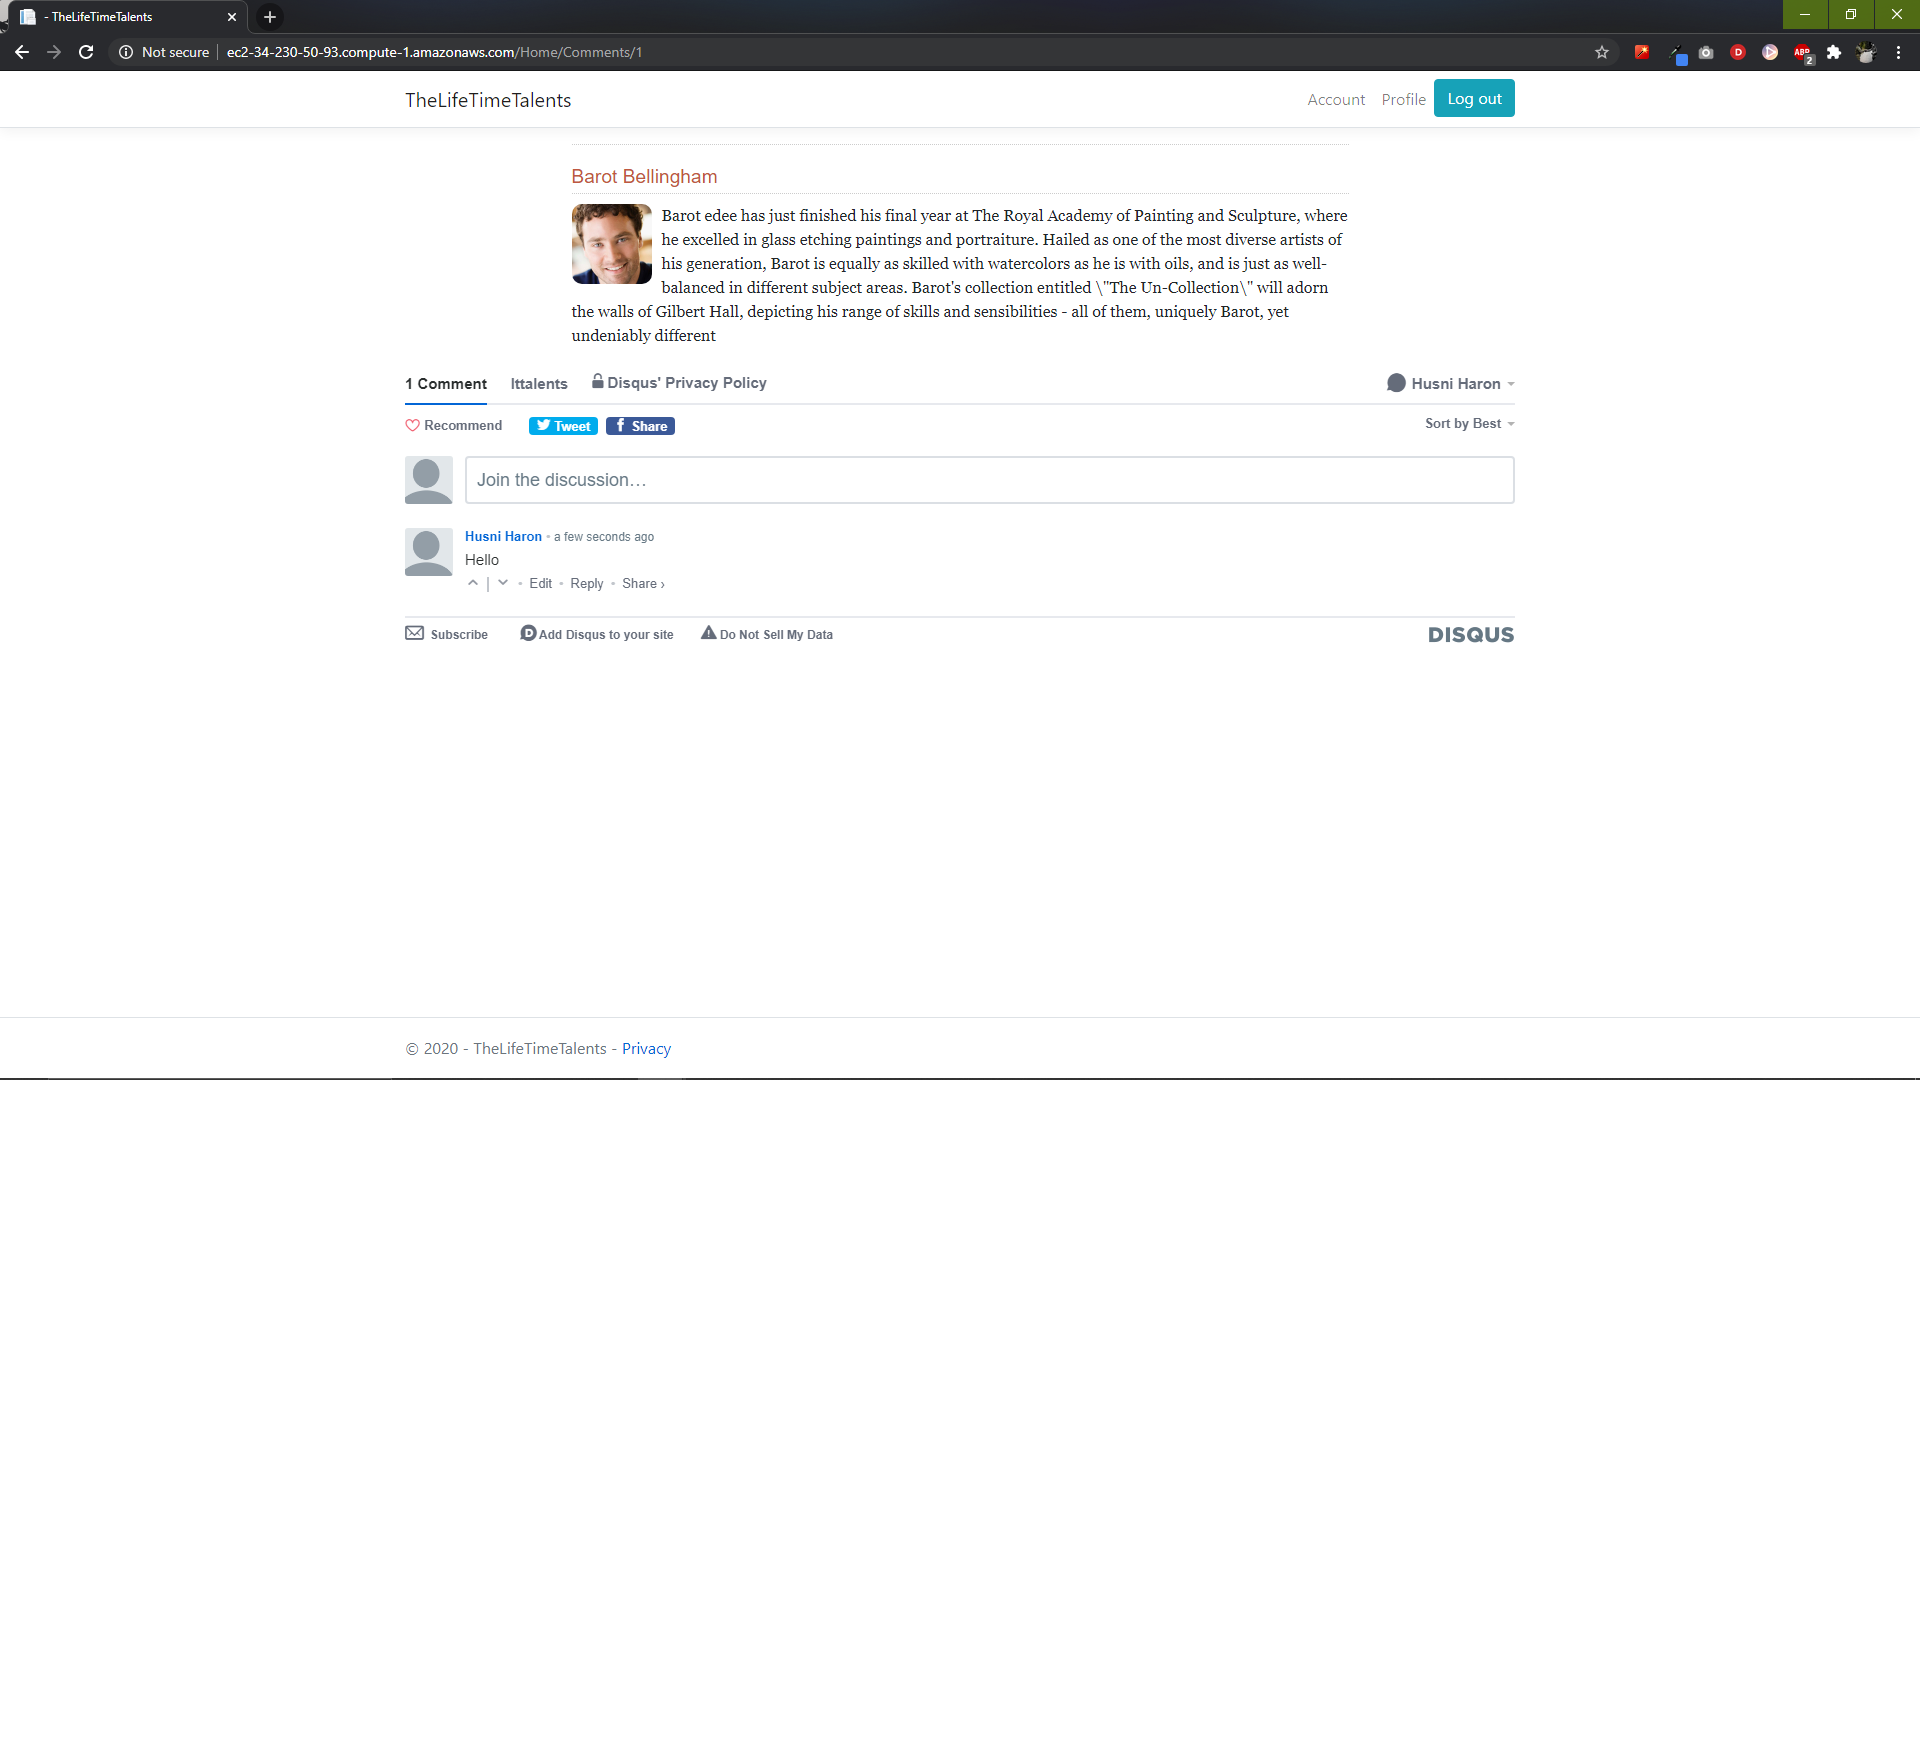 - TheLifeTimeTalents
Not secure ec2-34-230-50-93.compute-1.amazonaws.com/Home/Comments/1
D ABP 2
TheLifeTimeTalents Account Profile Log out
Barot Bellingham
Barot edee has just finished his final year at The Royal Academy of Painting and Sculpture, where
he excelled in glass etching paintings and portraiture. Hailed as one of the most diverse artists of
his generation, Barot is equally as skilled with watercolors as he is with oils, and is just as well-
balanced in different subject areas. Barot's collection entitled \"The Un-Collection\" will adorn
the walls of Gilbert Hall, depicting his range of skills and sensibilities - all of them, uniquely Barot, yet
undeniably different
1 Comment lttalents Disqus' Privacy Policy Husni Haron
Recommend Tweet Share Sort by Best
Join the discussion…
Husni Haron • a few seconds ago
Hello
• Edit • Reply • Share ›
Subscribe Add Disqus to your site Do Not Sell My Data DISQUS
© 2020 - TheLifeTimeTalents - Privacy